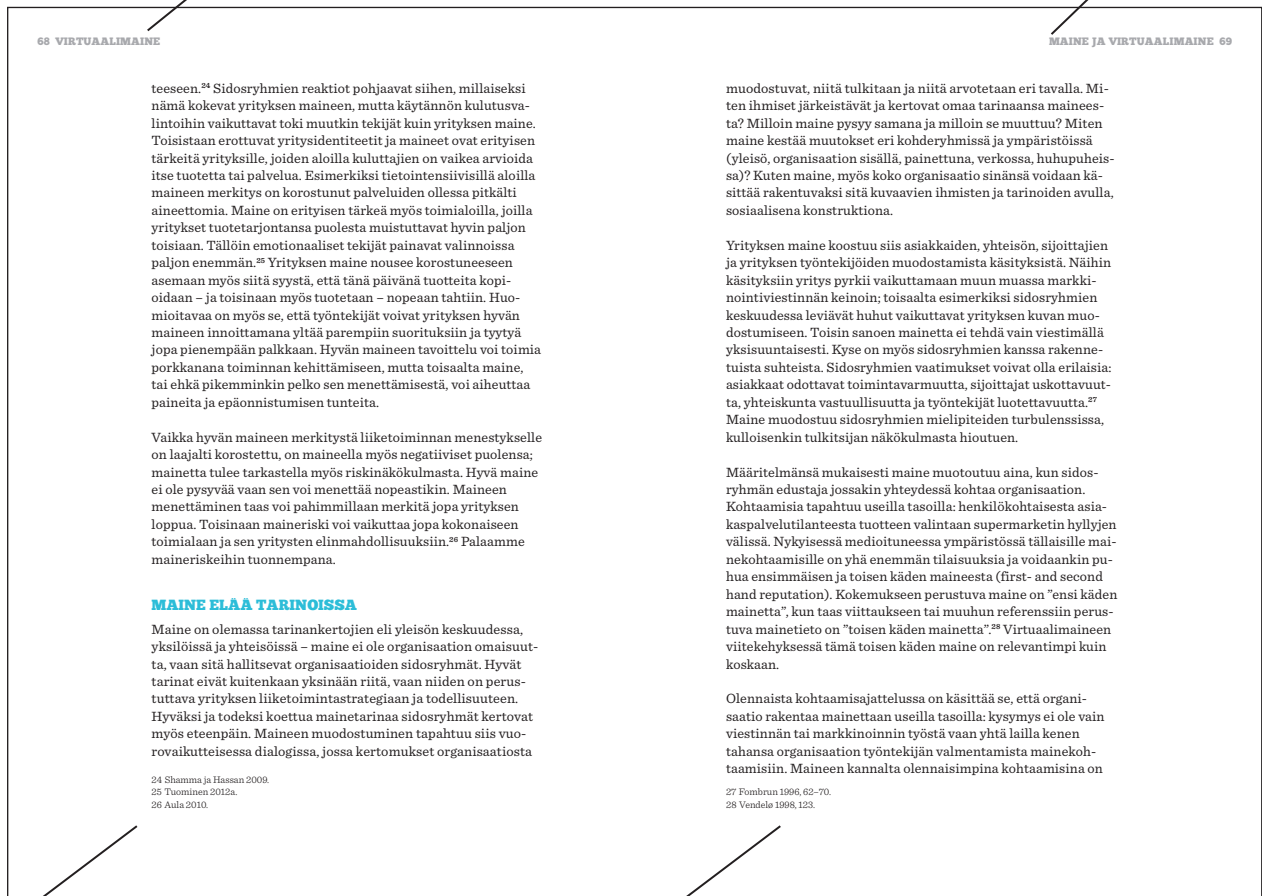 68 VIRTUAALIMAINE
teeseen.²⁴ Sidosryhmien reaktiot pohjaavat siihen, millaiseksi
nämä kokevat yrityksen maineen, mutta käytännön kulutusva-
lintoihin vaikuttavat toki muutkin tekijät kuin yrityksen maine.
Toisistaan erottuvat yritysidentiteetit ja maineet ovat erityisen
tärkeitä yrityksille, joiden aloilla kuluttajien on vaikea arvioida
itse tuotetta tai palvelua. Esimerkiksi tietointensiivisillä aloilla
maineen merkitys on korostunut palveluiden ollessa pitkälti
aineettomia. Maine on erityisen tärkeä myös toimialoilla, joilla
yritykset tuotetarjontansa puolesta muistuttavat hyvin paljon
toisiaan. Tällöin emotionaaliset tekijät painavat valinnoissa
paljon enemmän.²⁵ Yrityksen maine nousee korostuneeseen
asemaan myös siitä syystä, että tänä päivänä tuotteita kopi-
oidaan – ja toisinaan myös tuotetaan – nopeaan tahtiin. Huo-
mioitavaa on myös se, että työntekijät voivat yrityksen hyvän
maineen innoittamana yltää parempiin suorituksiin ja tyytyä
jopa pienempään palkkaan. Hyvän maineen tavoittelu voi toimia
porkkanana toiminnan kehittämiseen, mutta toisaalta maine,
tai ehkä pikemminkin pelko sen menettämisestä, voi aiheuttaa
paineita ja epäonnistumisen tunteita.
Vaikka hyvän maineen merkitystä liiketoiminnan menestykselle
on laajalti korostettu, on maineella myös negatiiviset puolensa;
mainetta tulee tarkastella myös riskinäkökulmasta. Hyvä maine
ei ole pysyvää vaan sen voi menettää nopeastikin. Maineen
menettäminen taas voi pahimmillaan merkitä jopa yrityksen
loppua. Toisinaan maineriski voi vaikuttaa jopa kokonaiseen
toimialaan ja sen yritysten elinmahdollisuuksiin.²⁶ Palaamme
maineriskeihin tuonnempana.
MAINE ELÄÄ TARINOISSA
Maine on olemassa tarinankertojien eli yleisön keskuudessa,
yksilöissä ja yhteisöissä – maine ei ole organisaation omaisuut-
ta, vaan sitä hallitsevat organisaatioiden sidosryhmät. Hyvät
tarinat eivät kuitenkaan yksinään riitä, vaan niiden on perus-
tuttava yrityksen liiketoimintastrategiaan ja todellisuuteen.
Hyväksi ja todeksi koettua mainetarinaa sidosryhmät kertovat
myös eteenpäin. Maineen muodostuminen tapahtuu siis vuo-
rovaikutteisessa dialogissa, jossa kertomukset organisaatiosta
24 Shamma ja Hassan 2009.
25 Tuominen 2012a.
26 Aula 2010.
MAINE JA VIRTUAALIMAINE 69
muodostuvat, niitä tulkitaan ja niitä arvotetaan eri tavalla. Mi-
ten ihmiset järkeistävät ja kertovat omaa tarinaansa mainees-
ta? Milloin maine pysyy samana ja milloin se muuttuu? Miten
maine kestää muutokset eri kohderyhmissä ja ympäristöissä
(yleisö, organisaation sisällä, painettuna, verkossa, huhupuheis-
sa)? Kuten maine, myös koko organisaatio sinänsä voidaan kä-
sittää rakentuvaksi sitä kuvaavien ihmisten ja tarinoiden avulla,
sosiaalisena konstruktiona.
Yrityksen maine koostuu siis asiakkaiden, yhteisön, sijoittajien
ja yrityksen työntekijöiden muodostamista käsityksistä. Näihin
käsityksiin yritys pyrkii vaikuttamaan muun muassa markki-
nointiviestinnän keinoin; toisaalta esimerkiksi sidosryhmien
keskuudessa leviävät huhut vaikuttavat yrityksen kuvan muo-
dostumiseen. Toisin sanoen mainetta ei tehdä vain viestimällä
yksisuuntaisesti. Kyse on myös sidosryhmien kanssa rakenne-
tuista suhteista. Sidosryhmien vaatimukset voivat olla erilaisia:
asiakkaat odottavat toimintavarmuutta, sijoittajat uskottavuut-
ta, yhteiskunta vastuullisuutta ja työntekijät luotettavuutta.²⁷
Maine muodostuu sidosryhmien mielipiteiden turbulenssissa,
kulloisenkin tulkitsijan näkökulmasta hioutuen.
Määritelmänsä mukaisesti maine muotoutuu aina, kun sidos-
ryhmän edustaja jossakin yhteydessä kohtaa organisaation.
Kohtaamisia tapahtuu useilla tasoilla: henkilökohtaisesta asia-
kaspalvelutilanteesta tuotteen valintaan supermarketin hyllyjen
välissä. Nykyisessä medioituneessa ympäristössä tällaisille mai-
nekohtaamisille on yhä enemmän tilaisuuksia ja voidaankin pu-
hua ensimmäisen ja toisen käden maineesta (first- and second
hand reputation). Kokemukseen perustuva maine on ”ensi käden
mainetta”, kun taas viittaukseen tai muuhun referenssiin perus-
tuva mainetieto on ”toisen käden mainetta”.²⁸ Virtuaalimaineen
viitekehyksessä tämä toisen käden maine on relevantimpi kuin
koskaan.
Olennaista kohtaamisajattelussa on käsittää se, että organi-
saatio rakentaa mainettaan useilla tasoilla: kysymys ei ole vain
viestinnän tai markkinoinnin työstä vaan yhtä lailla kenen
tahansa organisaation työntekijän valmentamista mainekoh-
taamisiin. Maineen kannalta olennaisimpina kohtaamisina on
27 Fombrun 1996, 62–70.
28 Vendelø 1998, 123.